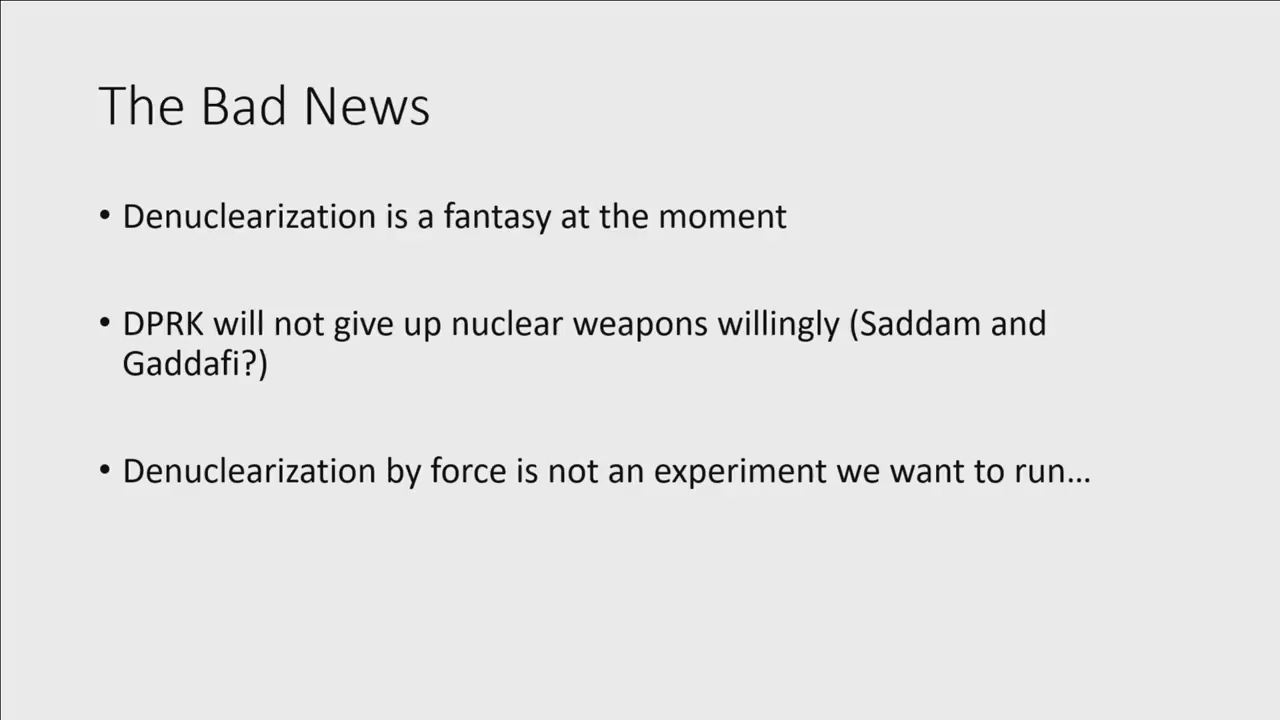 The Bad News
• Denuclearization is a fantasy at the moment
• DPRK will not give up nuclear weapons willingly (Saddam and
Gaddafi?)
• Denuclearization by force is not an experiment we want to run…